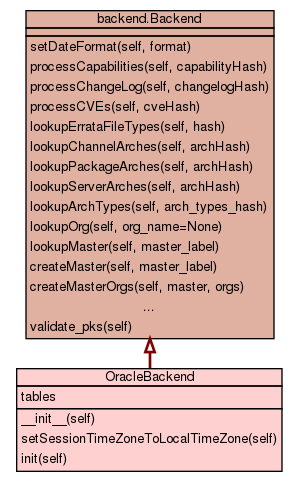 backend.Backend
setDateFormat(self, format)
processCapabilities(self, capabilityHash)
processChangeLog(self, changelogHash)
processCVEs(self, cveHash)
lookupErrataFileTypes(self, hash)
lookupChannelArches(self, archHash)
lookupPackageArches(self, archHash)
lookupServerArches(self, archHash)
lookupArchTypes(self, arch_types_hash)
lookupOrg(self, org_name=None)
lookupMaster(self, master_label)
createMaster(self, master_label)
createMasterOrgs(self, master, orgs)
...
validate_pks(self)
OracleBackend
tables
__init__(self)
setSessionTimeZoneToLocalTimeZone(self)
init(self)